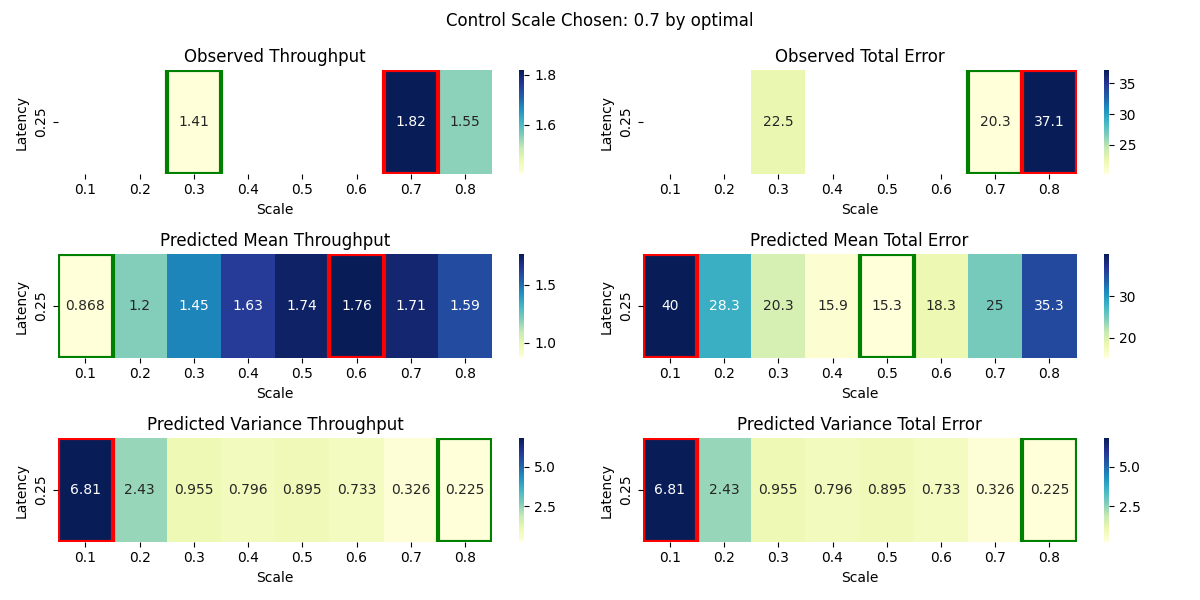 Control Scale Chosen: 0.7 by optimal
Observed Throughput
Latency
0.25
1.41
1.82
1.55
0.1 0.2 0.3 0.4 0.5 0.6 0.7 0.8
Scale
1.8
1.6
Observed Total Error
Latency
0.25
22.5
20.3
37.1
0.1 0.2 0.3 0.4 0.5 0.6 0.7 0.8
Scale
35
30
25
Predicted Mean Throughput
Latency
0.25
0.868 1.2 1.45 1.63 1.74 1.76 1.71 1.59
0.1 0.2 0.3 0.4 0.5 0.6 0.7 0.8
Scale
1.5
1.0
Predicted Mean Total Error
Latency
0.25
40 28.3 20.3 15.9 15.3 18.3 25 35.3
0.1 0.2 0.3 0.4 0.5 0.6 0.7 0.8
Scale
30
20
Predicted Variance Throughput
Latency
0.25
6.81 2.43 0.955 0.796 0.895 0.733 0.326 0.225
0.1 0.2 0.3 0.4 0.5 0.6 0.7 0.8
Scale
5.0
2.5
Predicted Variance Total Error
Latency
0.25
6.81 2.43 0.955 0.796 0.895 0.733 0.326 0.225
0.1 0.2 0.3 0.4 0.5 0.6 0.7 0.8
Scale
5.0
2.5